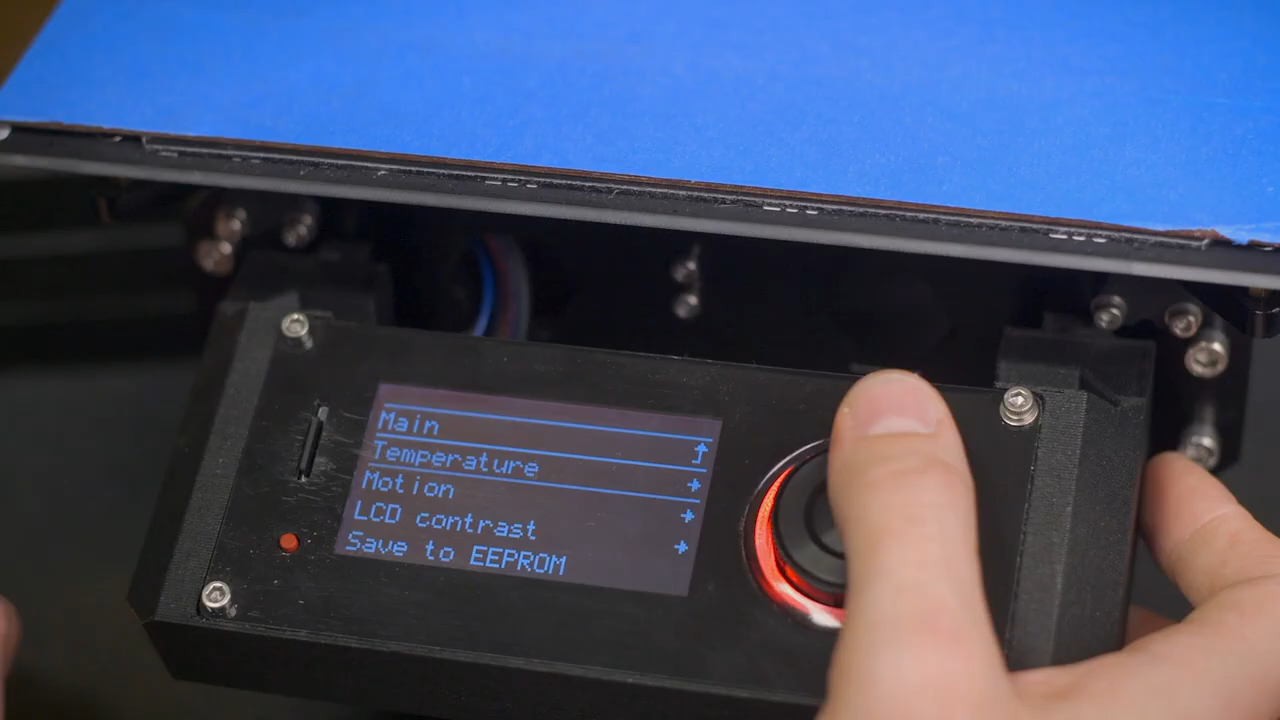 Main
Temperature
Motion
LCD contrast
Save to EEPROM